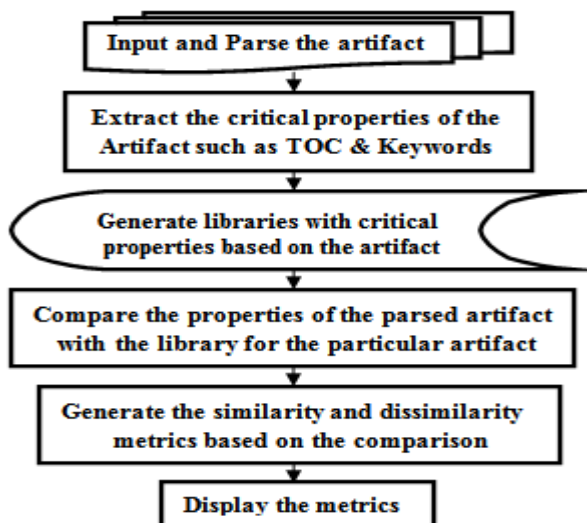 Input and Parse the artifact
Extract the critical properties of the
Artifact such as TOC & Keywords
Generate libraries with critical
properties based on the artifact
Compare the properties of the parsed artifact
with the library for the particular artifact
Generate the similarity and dissimilarity
metrics based on the comparison
Display the metrics